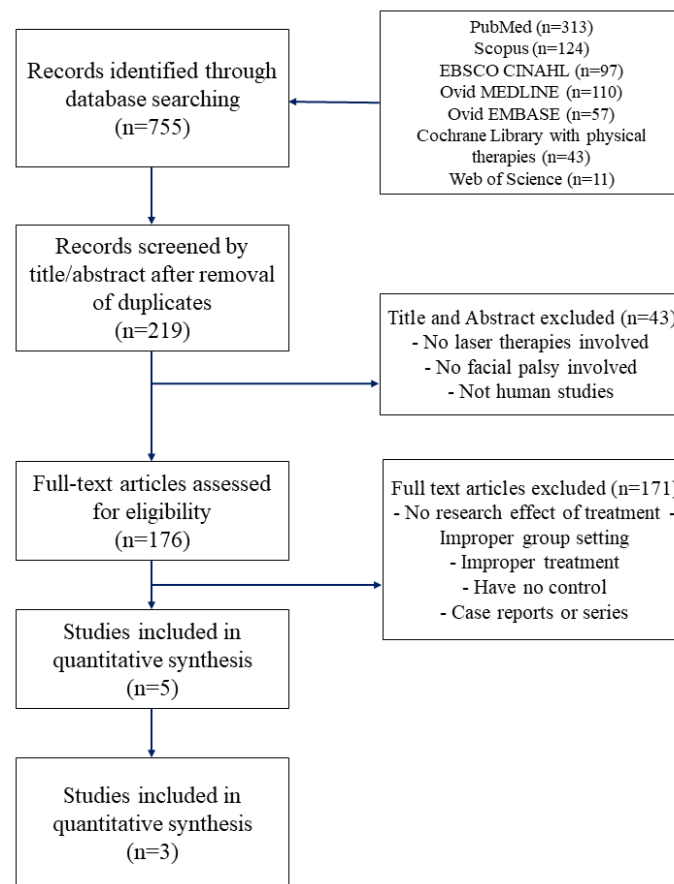 PubMed (n=313)
Scopus (n=124)
EBSCO CINAHL (n=97)
Ovid MEDLINE (n=110)
Ovid EMBASE (n=57)
Cochrane Library with physical
therapies (n=43)
Web of Science (n=11)
Records identified through
database searching
(n=755)
Records screened by
title/abstract after removal
of duplicates
(n=219)
Title and Abstract excluded (n=43)
- No laser therapies involved
- No facial palsy involved
- Not human studies
Full-text articles assessed
for eligibility
(n=176)
Full text articles excluded (n=171)
- No research effect of treatment -
Improper group setting
- Improper treatment
- Have no control
- Case reports or series
Studies included in
quantitative synthesis
(n=5)
Studies included in
quantitative synthesis
(n=3)